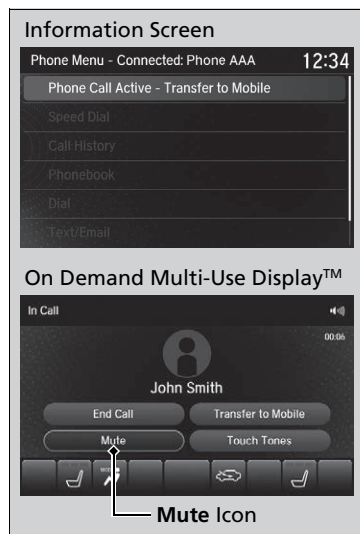 Information Screen
Phone Menu - Connected: Phone AAA 12:34
Phone Call Active - Transfer to Mobile
Speed Dial
Call History
Phonebook
Dial
Text/Email
On Demand Multi-Use Display™
In Call
00:06
John Smith
End Call Transfer to Mobile
Mute Touch Tones
MODE
Mute Icon